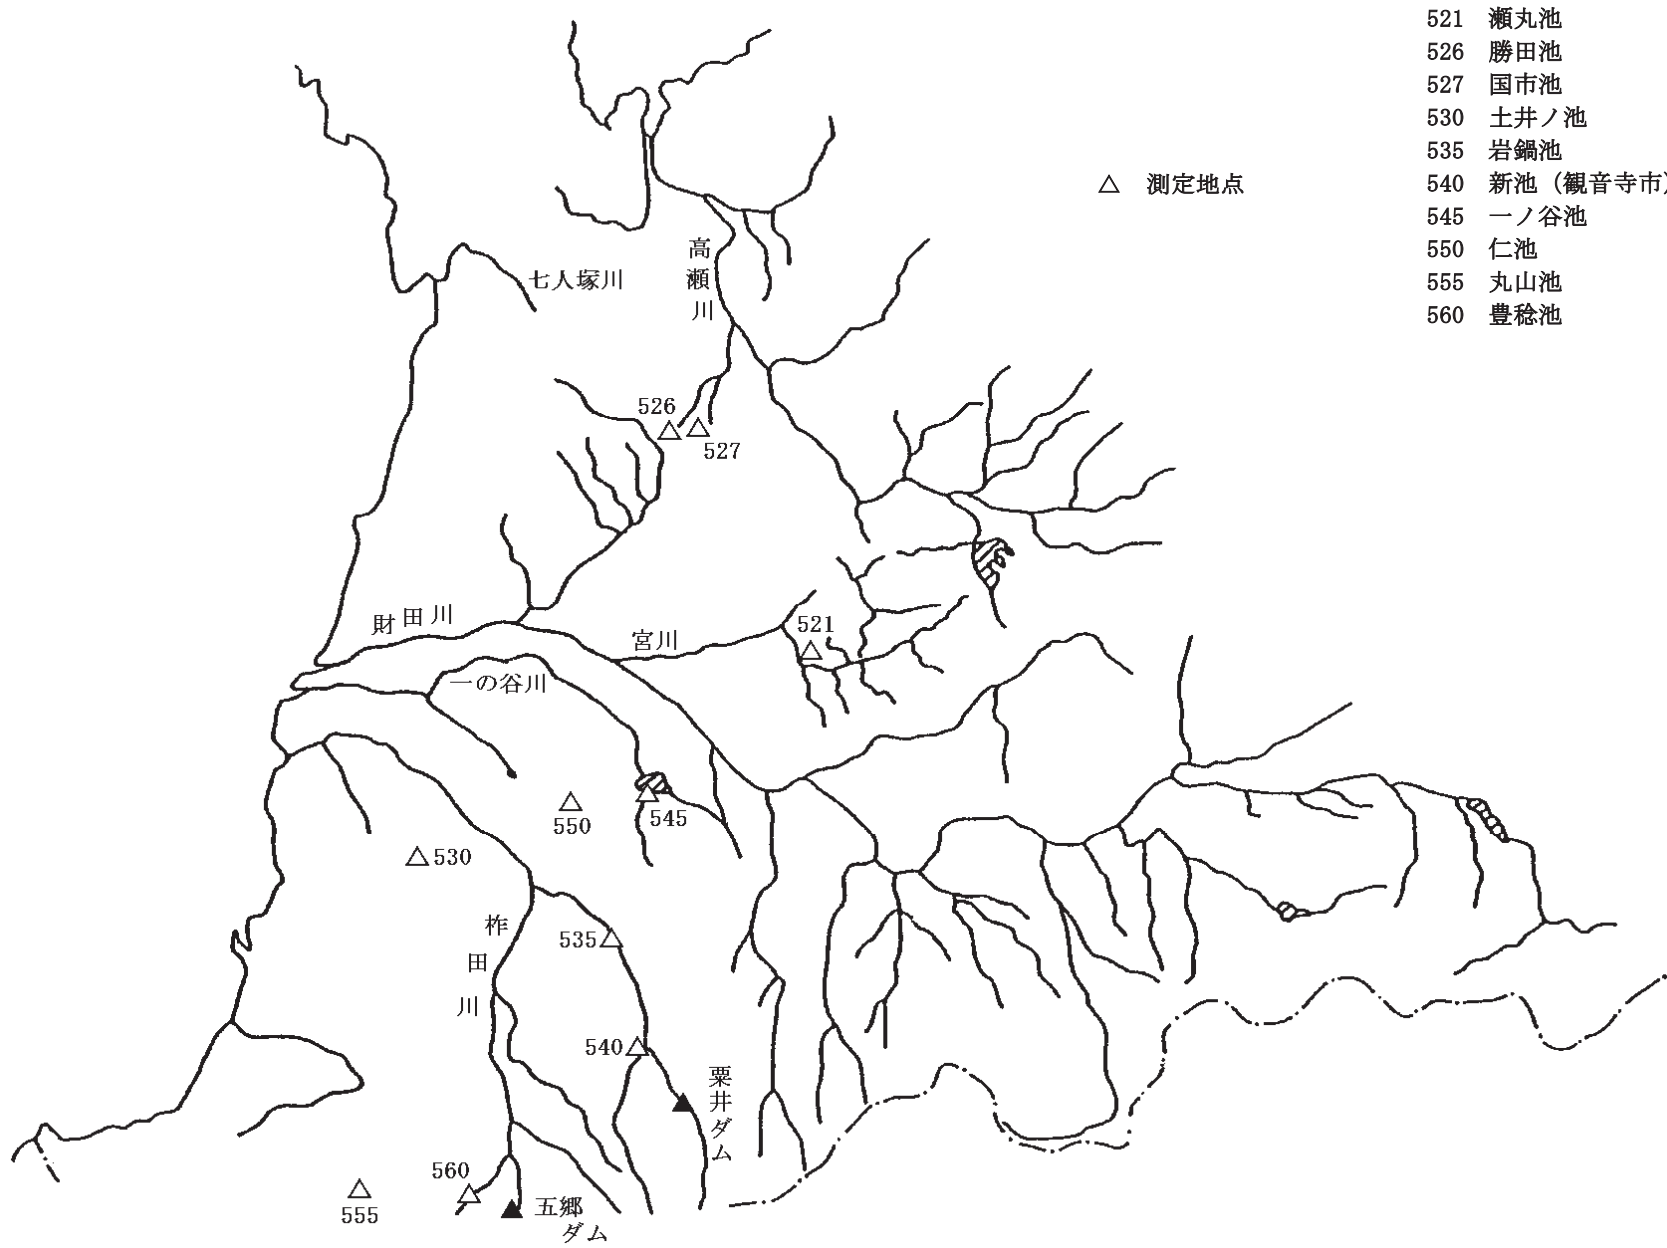 521 瀬丸池
526 勝田池
527 国市池
530 土井ノ池
535 岩鍋池
540 新池（観音寺市）
545 一ノ谷池
550 仁池
555 丸山池
560 豊稔池
△ 測定地点
七人塚川
高瀬川
526
527
財田川
宮川
521
一の谷川
545
550
530
柞田川
535
540
粟井ダム
560
555
五郷
ダム